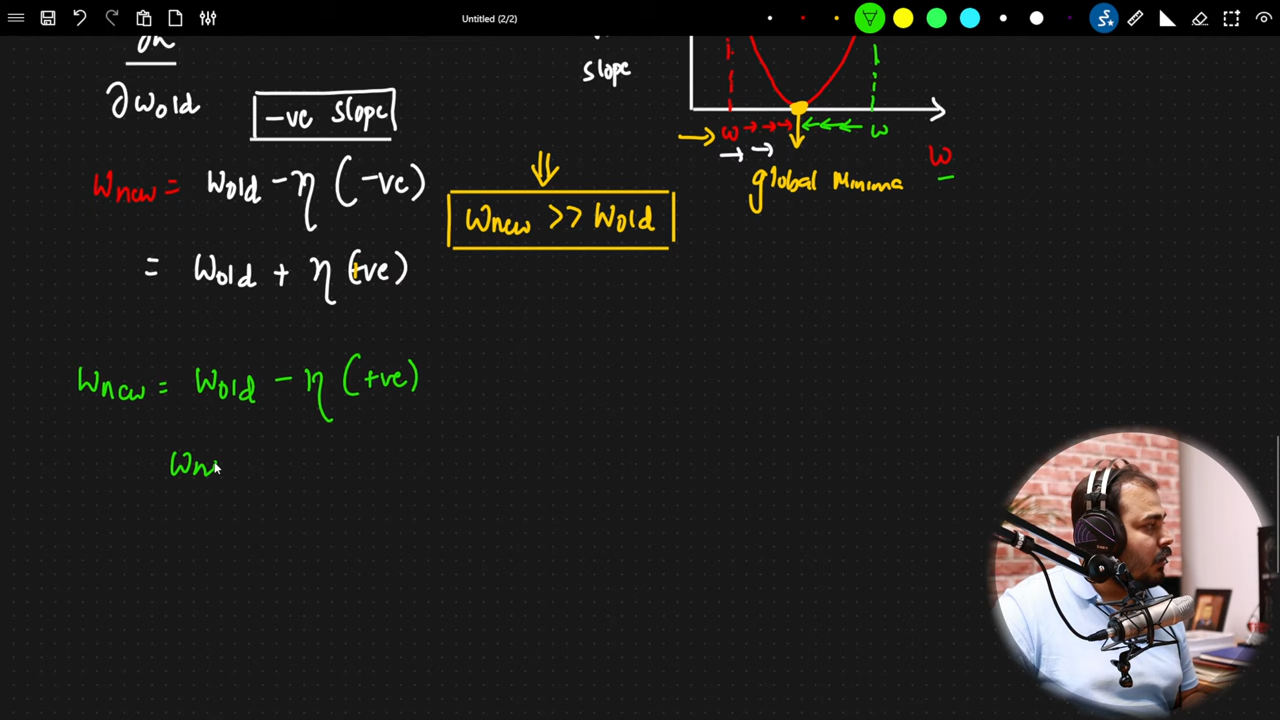 Untitled (2/2)
∂wold
-ve slope
slope
w w
w
global Minima
wnew = wold - η (-ve)
wnew >> wold
= wold + η (+ve)
wnew = wold - η (+ve)
wn